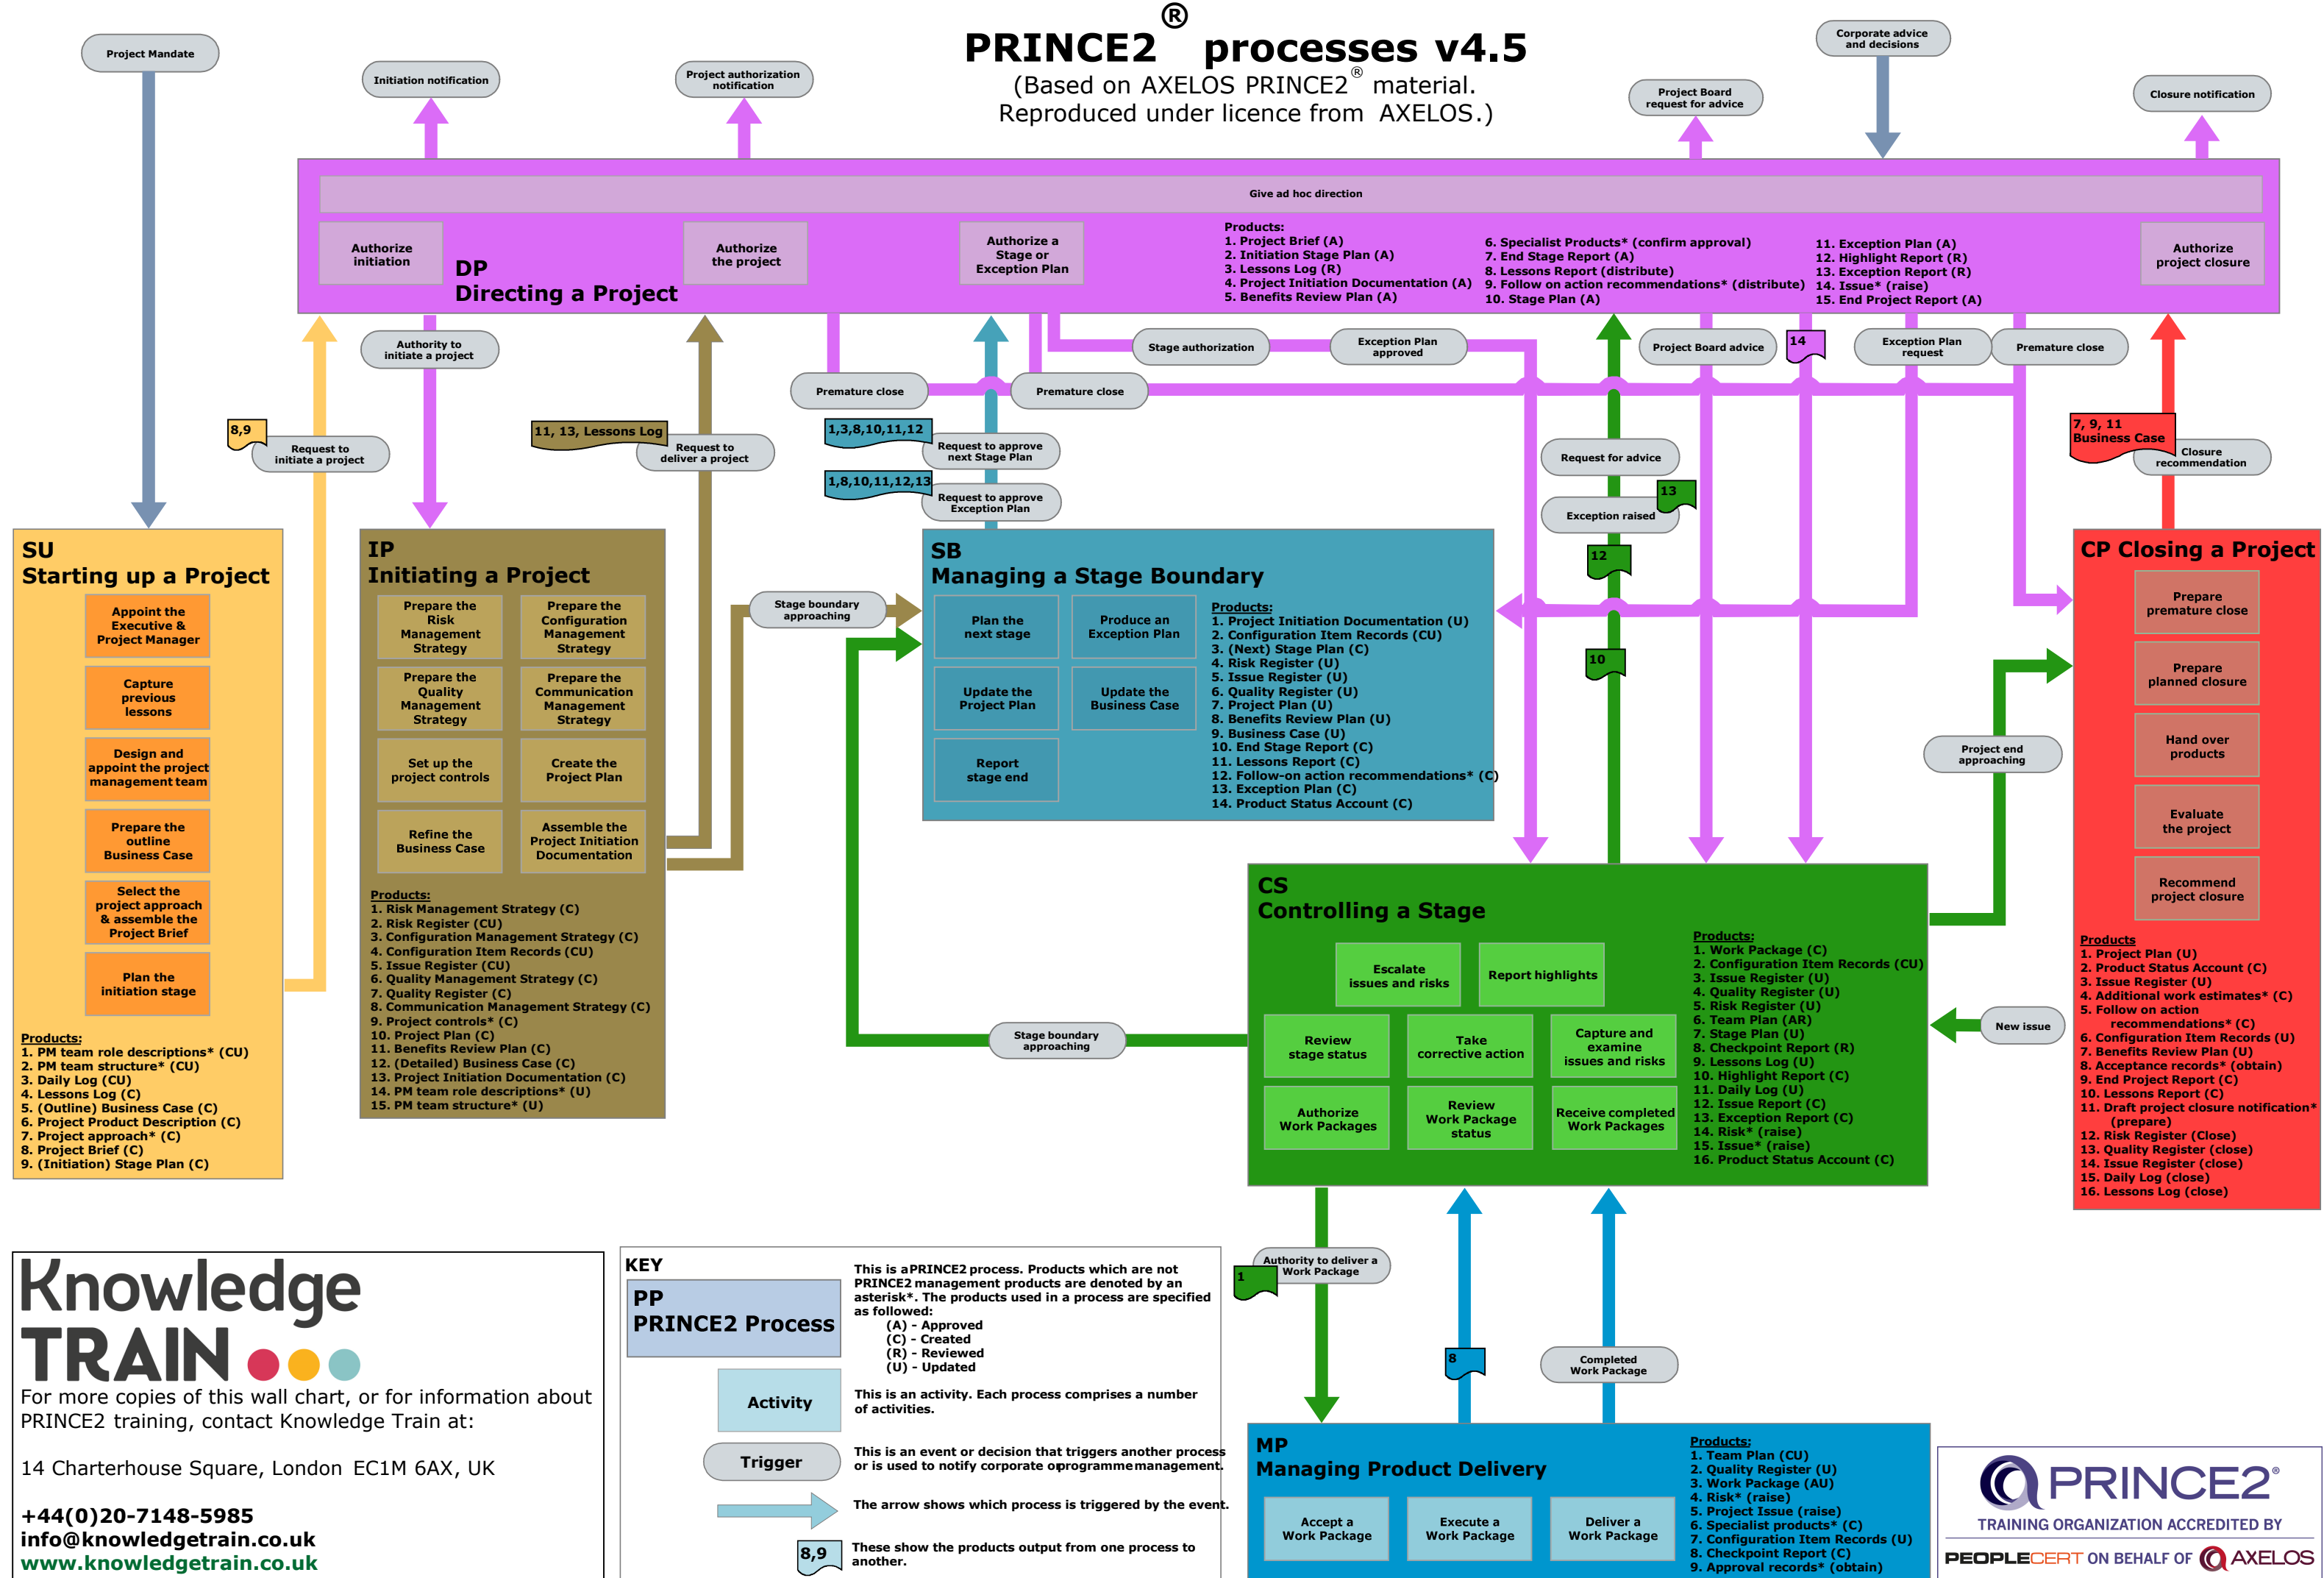 PRINCE2® processes v4.5
(Based on AXELOS PRINCE2® material.
Reproduced under licence from AXELOS.)
Project Mandate
Initiation notification
Project authorization
notification
Project Board
request for advice
Corporate advice
and decisions
Closure notification
Give ad hoc direction
Authorize
initiation
DP
Directing a Project
Authorize
the project
Authorize a
Stage or
Exception Plan
Products:
1. Project Brief (A)
2. Initiation Stage Plan (A)
3. Lessons Log (R)
4. Project Initiation Documentation (A)
5. Benefits Review Plan (A)
6. Specialist Products* (confirm approval)
7. End Stage Report (A)
8. Lessons Report (distribute)
9. Follow on action recommendations* (distribute)
10. Stage Plan (A)
11. Exception Plan (A)
12. Highlight Report (R)
13. Exception Report (R)
14. Issue* (raise)
15. End Project Report (A)
Authorize
project closure
Authority to
initiate a project
Stage authorization
Exception Plan
approved
Project Board advice
14
Exception Plan
request
Premature close
Premature close
Premature close
8,9
Request to
initiate a project
11, 13, Lessons Log
Request to
deliver a project
1,3,8,10,11,12
Request to approve
next Stage Plan
1,8,10,11,12,13
Request to approve
Exception Plan
Request for advice
13
Exception raised
12
10
7, 9, 11
Business Case
Closure
recommendation
SU
Starting up a Project
Appoint the
Executive &
Project Manager
Capture
previous
lessons
Design and
appoint the project
management team
Prepare the
outline
Business Case
Select the
project approach
& assemble the
Project Brief
Plan the
initiation stage
Products:
1. PM team role descriptions* (CU)
2. PM team structure* (CU)
3. Daily Log (CU)
4. Lessons Log (C)
5. (Outline) Business Case (C)
6. Project Product Description (C)
7. Project approach* (C)
8. Project Brief (C)
9. (Initiation) Stage Plan (C)
IP
Initiating a Project
Prepare the
Risk
Management
Strategy
Prepare the
Configuration
Management
Strategy
Prepare the
Quality
Management
Strategy
Prepare the
Communication
Management
Strategy
Set up the
project controls
Create the
Project Plan
Refine the
Business Case
Assemble the
Project Initiation
Documentation
Products:
1. Risk Management Strategy (C)
2. Risk Register (CU)
3. Configuration Management Strategy (C)
4. Configuration Item Records (CU)
5. Issue Register (CU)
6. Quality Management Strategy (C)
7. Quality Register (C)
8. Communication Management Strategy (C)
9. Project controls* (C)
10. Project Plan (C)
11. Benefits Review Plan (C)
12. (Detailed) Business Case (C)
13. Project Initiation Documentation (C)
14. PM team role descriptions* (U)
15. PM team structure* (U)
Stage boundary
approaching
SB
Managing a Stage Boundary
Plan the
next stage
Produce an
Exception Plan
Update the
Project Plan
Update the
Business Case
Report
stage end
Products:
1. Project Initiation Documentation (U)
2. Configuration Item Records (CU)
3. (Next) Stage Plan (C)
4. Risk Register (U)
5. Issue Register (U)
6. Quality Register (U)
7. Project Plan (U)
8. Benefits Review Plan (U)
9. Business Case (U)
10. End Stage Report (C)
11. Lessons Report (C)
12. Follow-on action recommendations* (C)
13. Exception Plan (C)
14. Product Status Account (C)
Stage boundary
approaching
CS
Controlling a Stage
Escalate
issues and risks
Report highlights
Review
stage status
Take
corrective action
Capture and
examine
issues and risks
Authorize
Work Packages
Review
Work Package
status
Receive completed
Work Packages
Products:
1. Work Package (C)
2. Configuration Item Records (CU)
3. Issue Register (U)
4. Quality Register (U)
5. Risk Register (U)
6. Team Plan (AR)
7. Stage Plan (U)
8. Checkpoint Report (R)
9. Lessons Log (U)
10. Highlight Report (C)
11. Daily Log (U)
12. Issue Report (C)
13. Exception Report (C)
14. Risk* (raise)
15. Issue* (raise)
16. Product Status Account (C)
Project end
approaching
New issue
CP Closing a Project
Prepare
premature close
Prepare
planned closure
Hand over
products
Evaluate
the project
Recommend
project closure
Products
1. Project Plan (U)
2. Product Status Account (C)
3. Issue Register (U)
4. Additional work estimates* (C)
5. Follow on action
recommendations* (C)
6. Configuration Item Records (U)
7. Benefits Review Plan (U)
8. Acceptance records* (obtain)
9. End Project Report (C)
10. Lessons Report (C)
11. Draft project closure notification*
(prepare)
12. Risk Register (Close)
13. Quality Register (close)
14. Issue Register (close)
15. Daily Log (close)
16. Lessons Log (close)
Authority to deliver a
Work Package
1
8
Completed
Work Package
MP
Managing Product Delivery
Accept a
Work Package
Execute a
Work Package
Deliver a
Work Package
Products:
1. Team Plan (CU)
2. Quality Register (U)
3. Work Package (AU)
4. Risk* (raise)
5. Project Issue (raise)
6. Specialist products* (C)
7. Configuration Item Records (U)
8. Checkpoint Report (C)
9. Approval records* (obtain)
Knowledge
TRAIN
For more copies of this wall chart, or for information about
PRINCE2 training, contact Knowledge Train at:
14 Charterhouse Square, London EC1M 6AX, UK
+44(0)20-7148-5985
info@knowledgetrain.co.uk
www.knowledgetrain.co.uk
KEY
PP
PRINCE2 Process
This is a PRINCE2 process. Products which are not
PRINCE2 management products are denoted by an
asterisk*. The products used in a process are specified
as followed:
(A) - Approved
(C) - Created
(R) - Reviewed
(U) - Updated
Activity
This is an activity. Each process comprises a number
of activities.
Trigger
This is an event or decision that triggers another process
or is used to notify corporate or programme management.
The arrow shows which process is triggered by the event.
8,9
These show the products output from one process to
another.
PRINCE2®
TRAINING ORGANIZATION ACCREDITED BY
PEOPLECERT ON BEHALF OF AXELOS